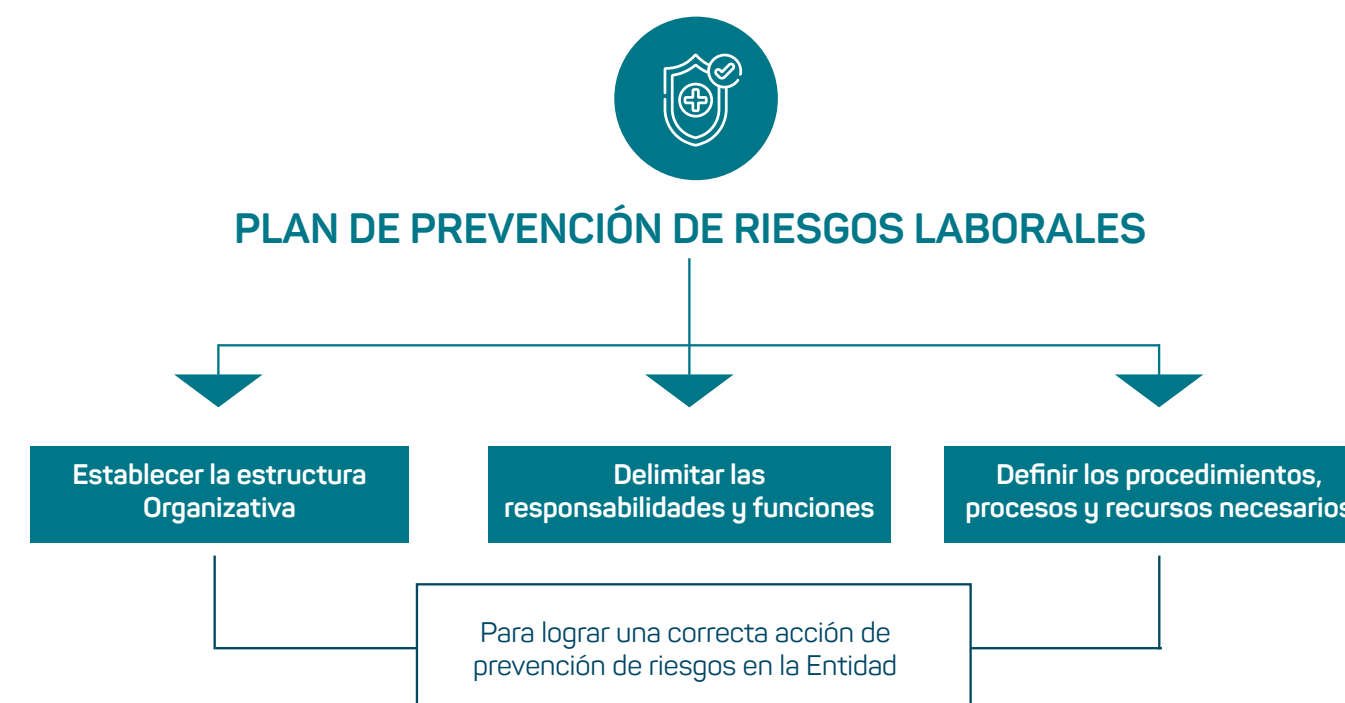 PLAN DE PREVENCIÓN DE RIESGOS LABORALES
Establecer la estructura
Organizativa
Delimitar las
responsabilidades y funciones
Definir los procedimientos,
procesos y recursos necesarios
Para lograr una correcta acción de
prevención de riesgos en la Entidad